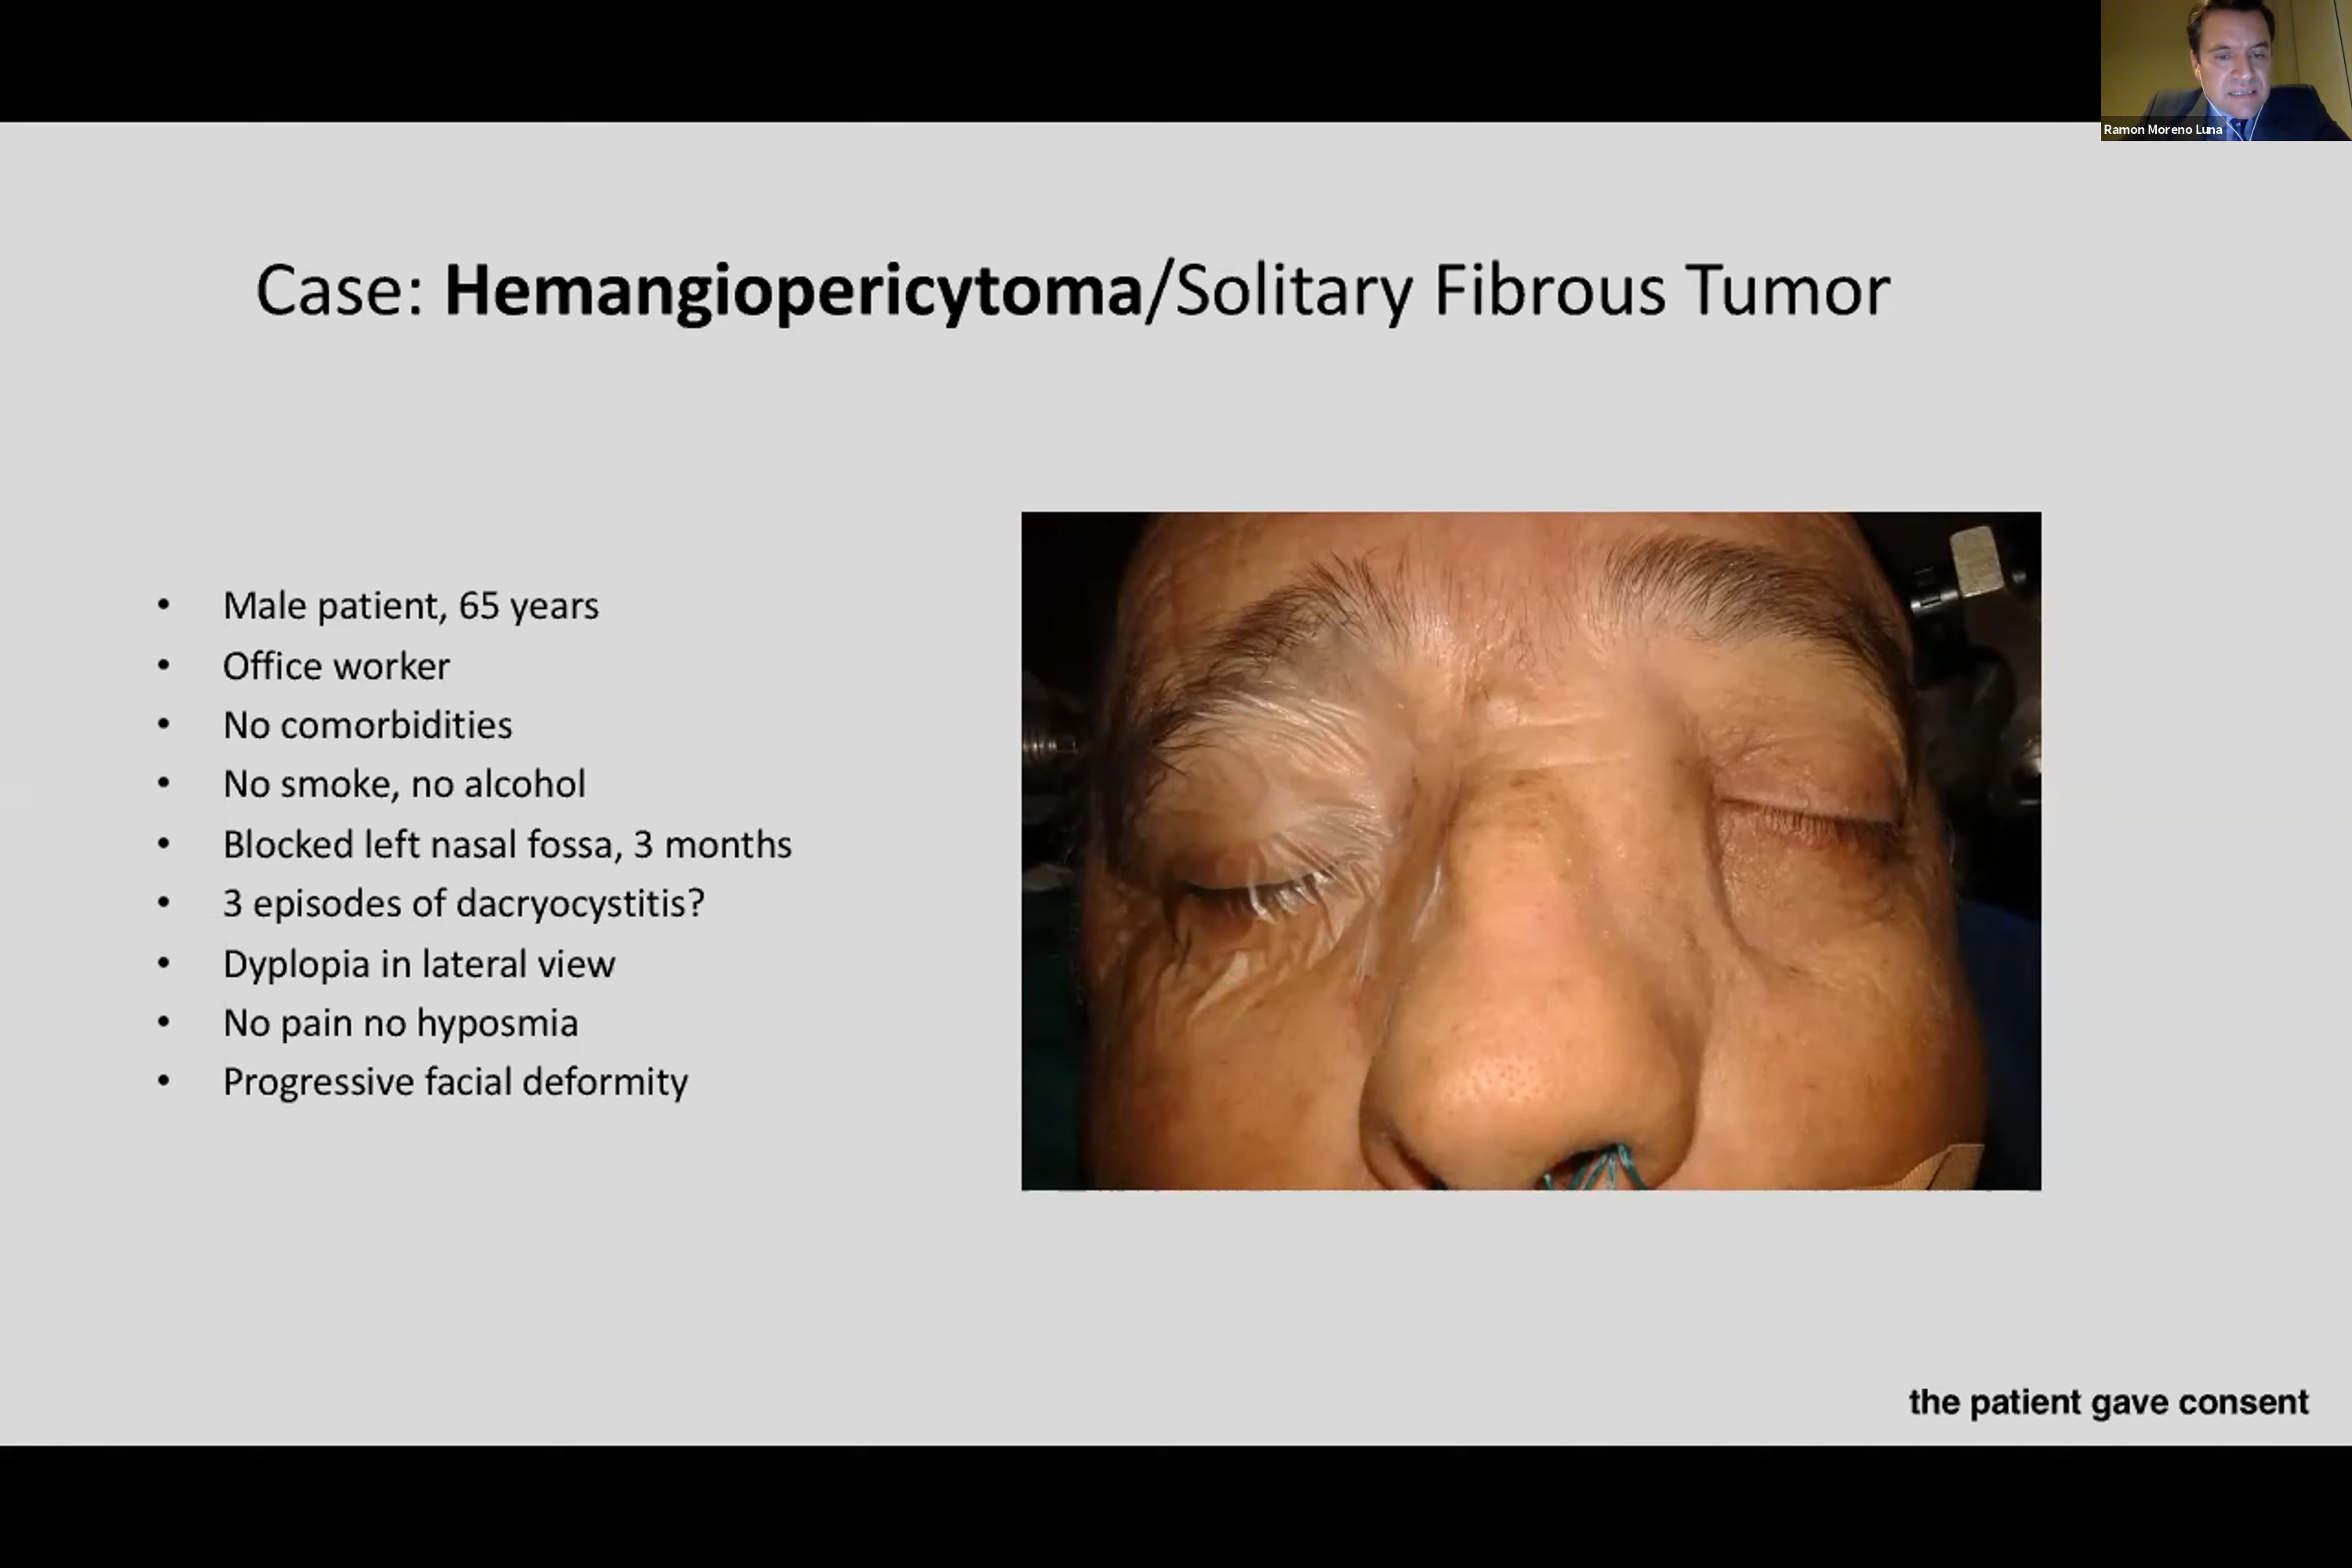 Ramon Moreno Luna
Case: Hemangiopericytoma/Solitary Fibrous Tumor
• Male patient, 65 years
• Office worker
• No comorbidities
• No smoke, no alcohol
• Blocked left nasal fossa, 3 months
• 3 episodes of dacryocystitis?
• Dyplopia in lateral view
• No pain no hyposmia
• Progressive facial deformity
the patient gave consent